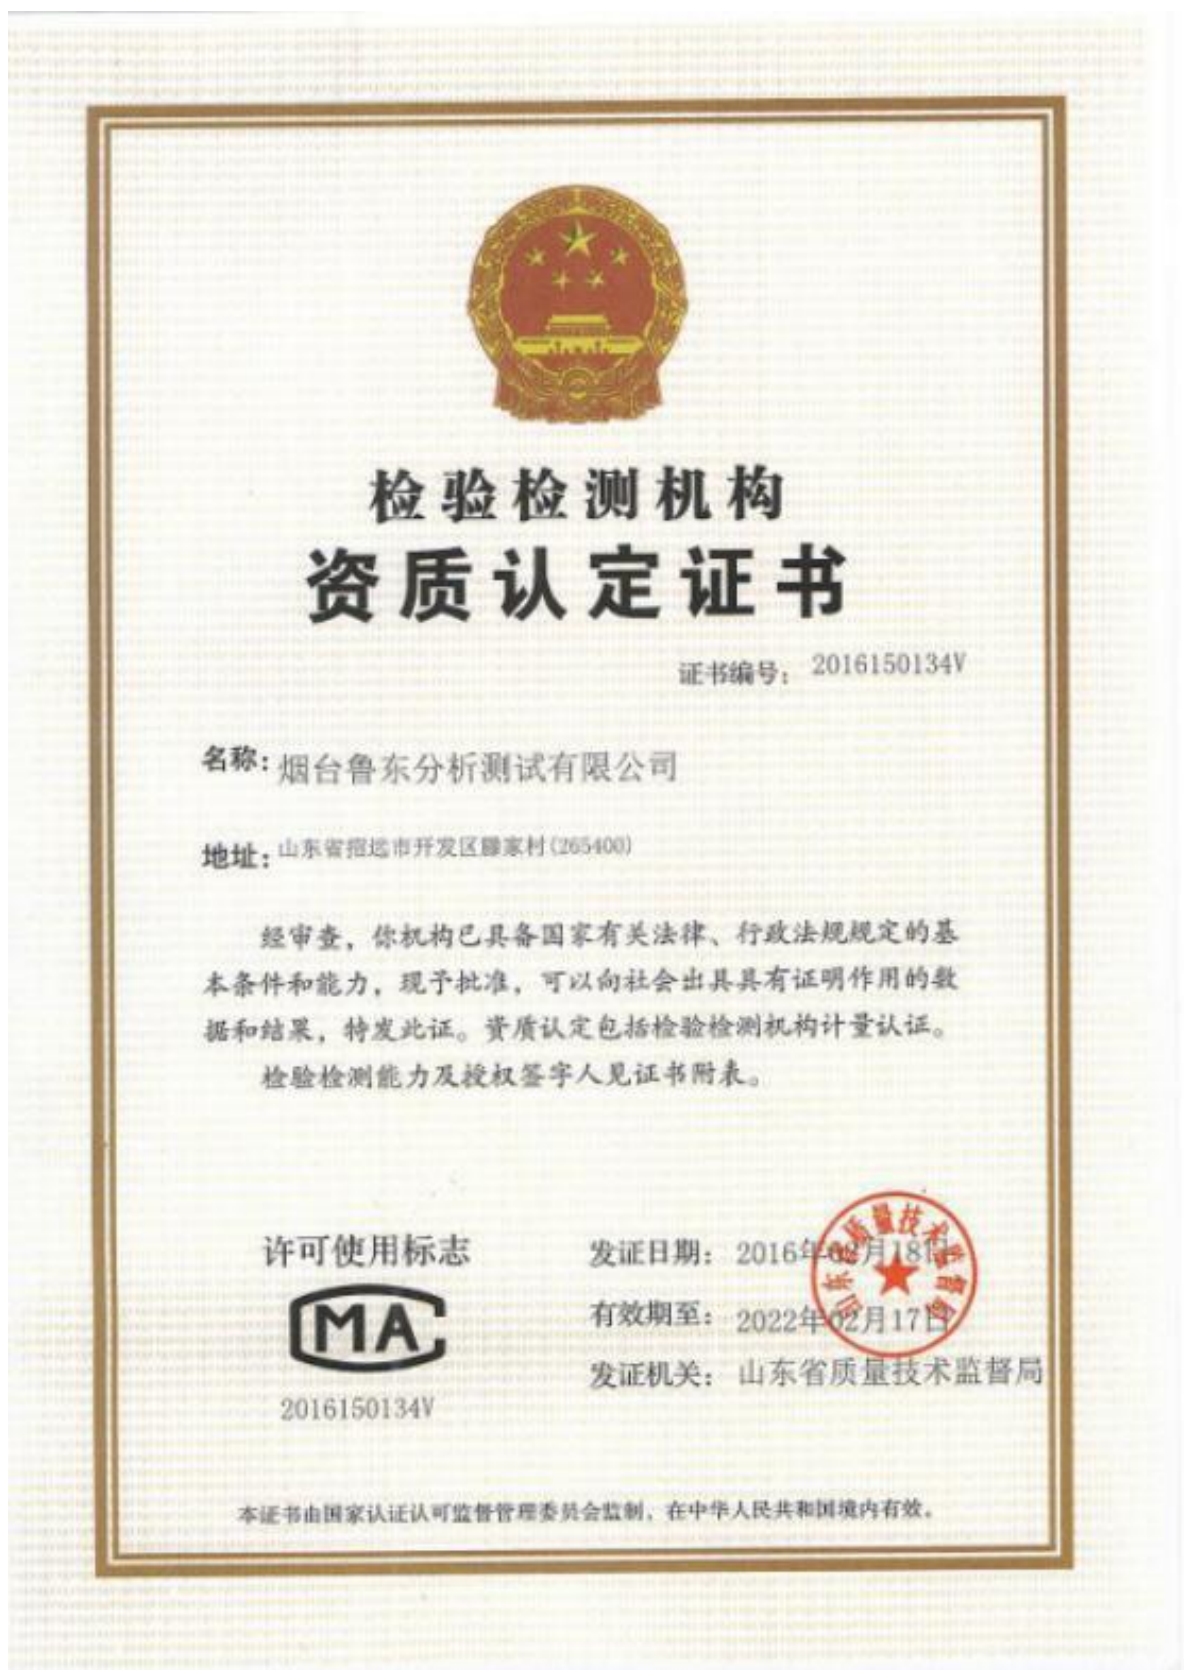 检验检测机构
资质认定证书
证书编号： 2016150134V
名称：烟台鲁东分析测试有限公司
地址：山东省招远市开发区滕家村(265400)
经审查，你机构已具备国家有关法律、行政法规规定的基
本条件和能力，现予批准，可以向社会出具具有证明作用的数
据和结果，特发此证。资质认定包括检验检测机构计量认证。
检验检测能力及授权签字人见证书附表。
许可使用标志
MA
2016150134V
发证日期： 2016年02月18日
有效期至： 2022年02月17日
发证机关： 山东省质量技术监督局
山东省质量技术监督局
本证书由国家认证认可监督管理委员会监制，在中华人民共和国境内有效。